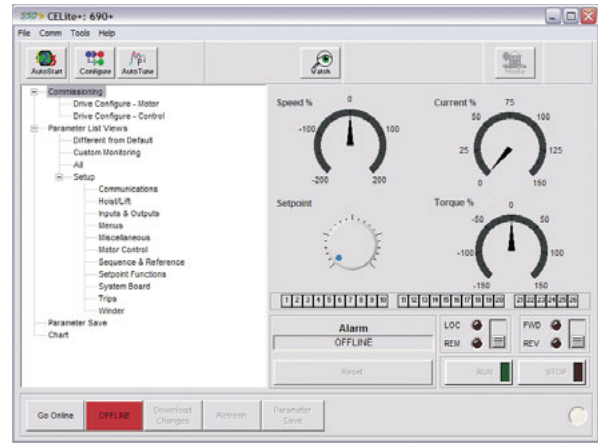 SSD CELite+: 690+
File Comm Tools Help
AutoStart Configure AutoTune Watch Home
Commissioning
Drive Configure - Motor
Drive Configure - Control
Parameter List Views
Different from Default
Custom Monitoring
All
Setup
Communications
Hoist/Lift
Inputs & Outputs
Menus
Miscellaneous
Motor Control
Sequence & Reference
Setpoint Functions
System Board
Trips
Winder
Parameter Save
Chart
Speed %
0
-100 100
-200 200
Current %
75
50 100
25 125
0 150
Setpoint
Torque %
0
-50 50
-100 100
-150 150
1 2 3 4 5 6 7 8 9 10 11 12 13 14 15 16 17 18 19 20 21 22 23 24 25 26
Alarm
OFFLINE
Reset
LOC
REM
FWD
REV
RUN STOP
Go Online OFFLINE Download Changes Refresh Parameter Save